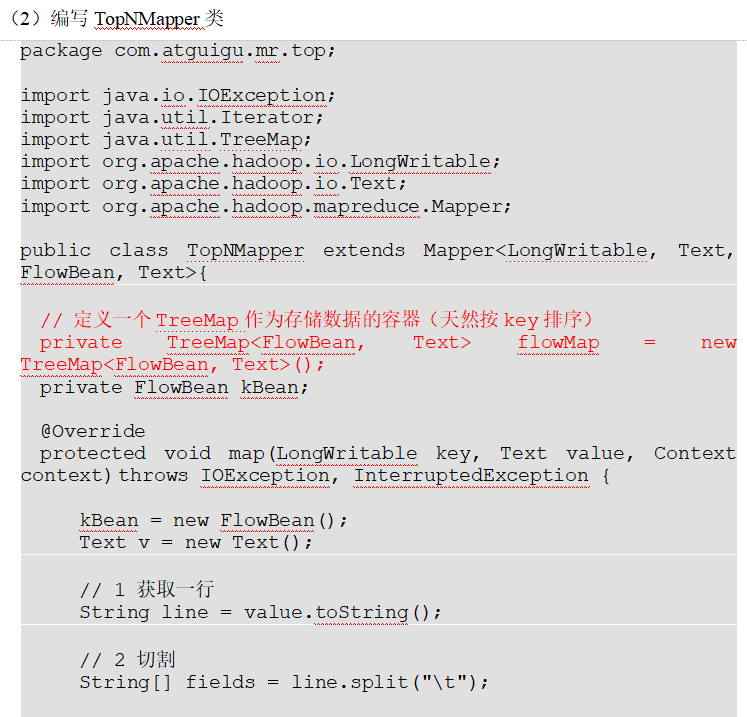 （2）编写 TopNMapper 类
package com.atguigu.mr.top;
import java.io.IOException;
import java.util.Iterator;
import java.util.TreeMap;
import org.apache.hadoop.io.LongWritable;
import org.apache.hadoop.io.Text;
import org.apache.hadoop.mapreduce.Mapper;
public class TopNMapper extends Mapper<LongWritable, Text,
FlowBean, Text>{
// 定义一个 TreeMap 作为存储数据的容器（天然按 key 排序）
private TreeMap<FlowBean, Text> flowMap = new
TreeMap<FlowBean, Text>();
private FlowBean kBean;
@Override
protected void map(LongWritable key, Text value, Context
context) throws IOException, InterruptedException {
kBean = new FlowBean();
Text v = new Text();
// 1 获取一行
String line = value.toString();
// 2 切割
String[] fields = line.split("\t");